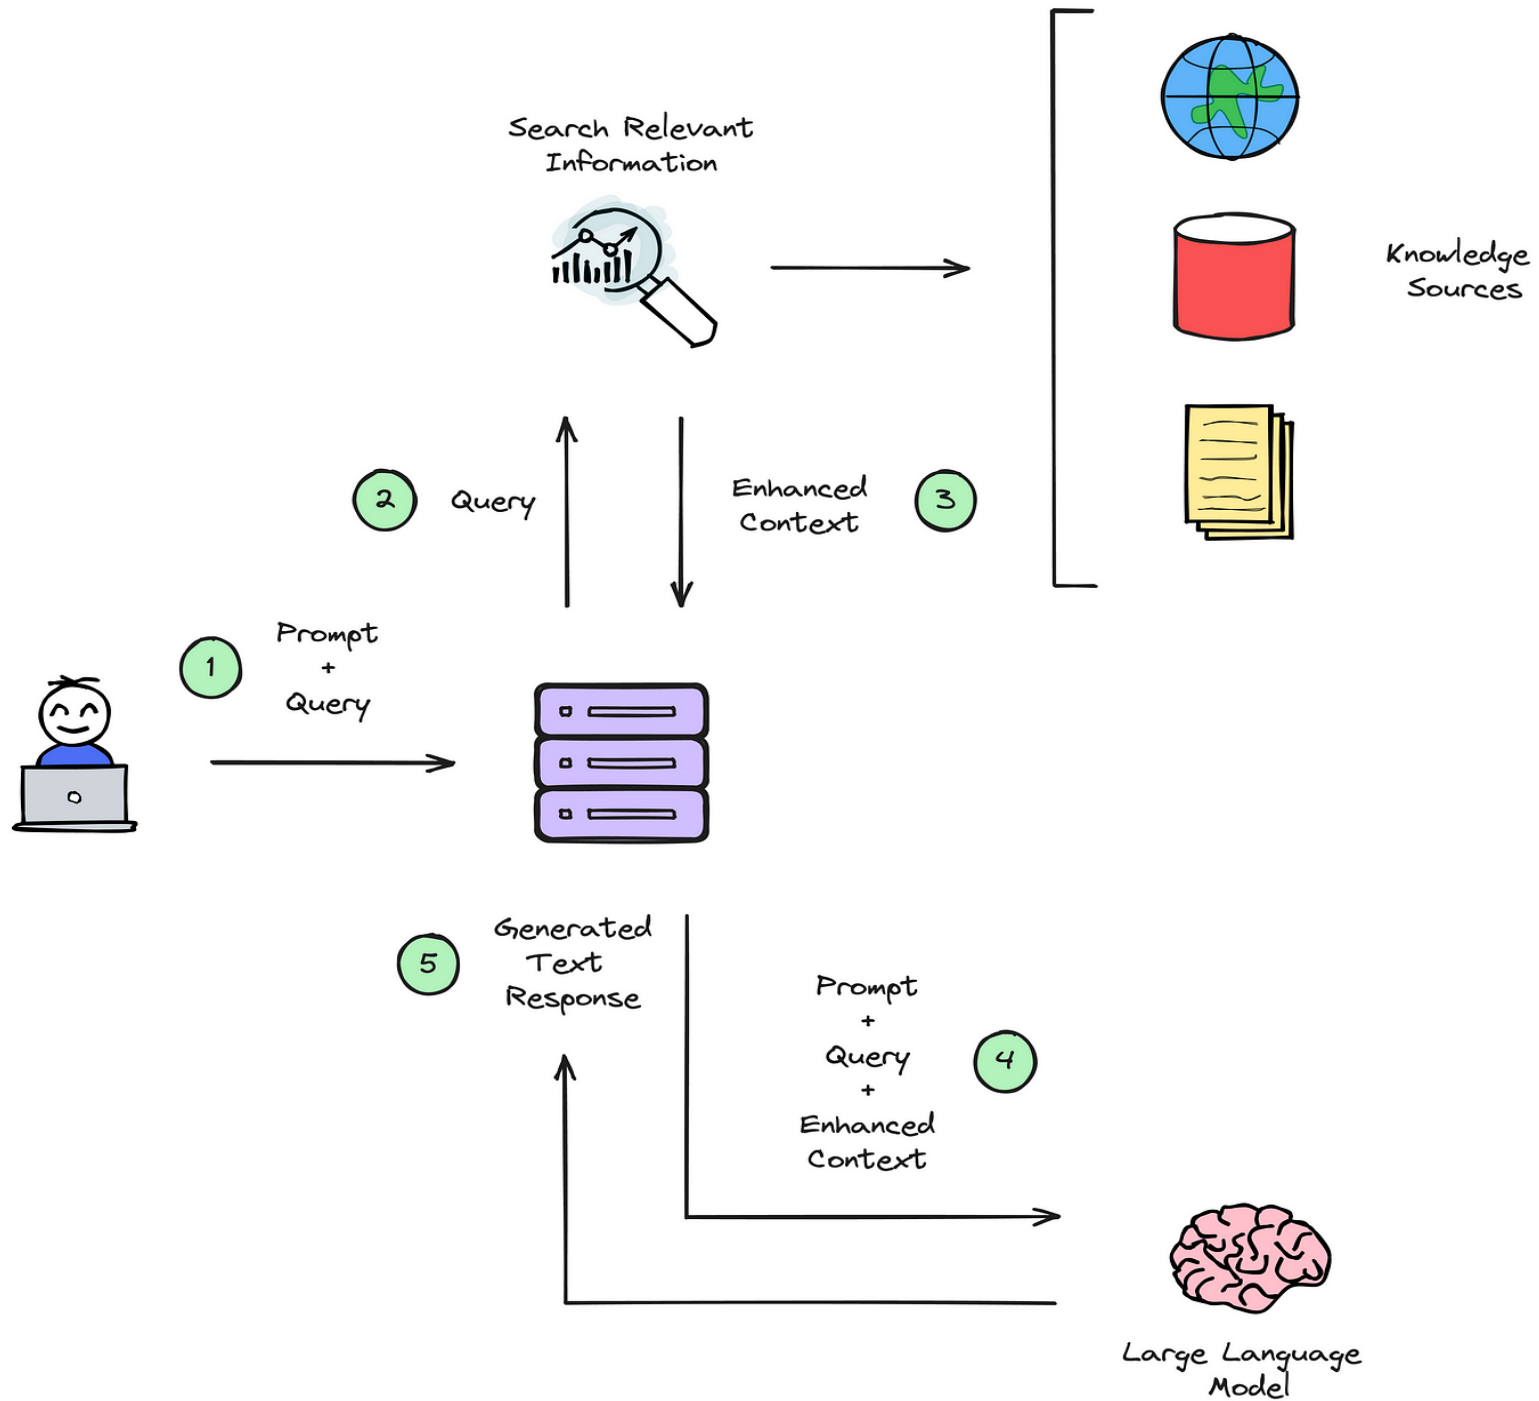 Search Relevant
Information
Knowledge
Sources
2
Query
Enhanced
Context
3
1
Prompt
+
Query
5
Generated
Text
Response
Prompt
+
Query
+
Enhanced
Context
4
Large Language
Model